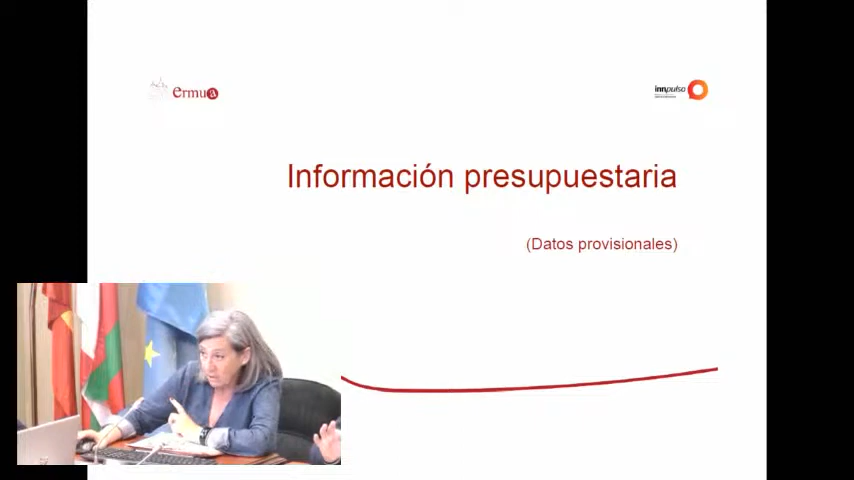 ermua
innpulso
Información presupuestaria
(Datos provisionales)